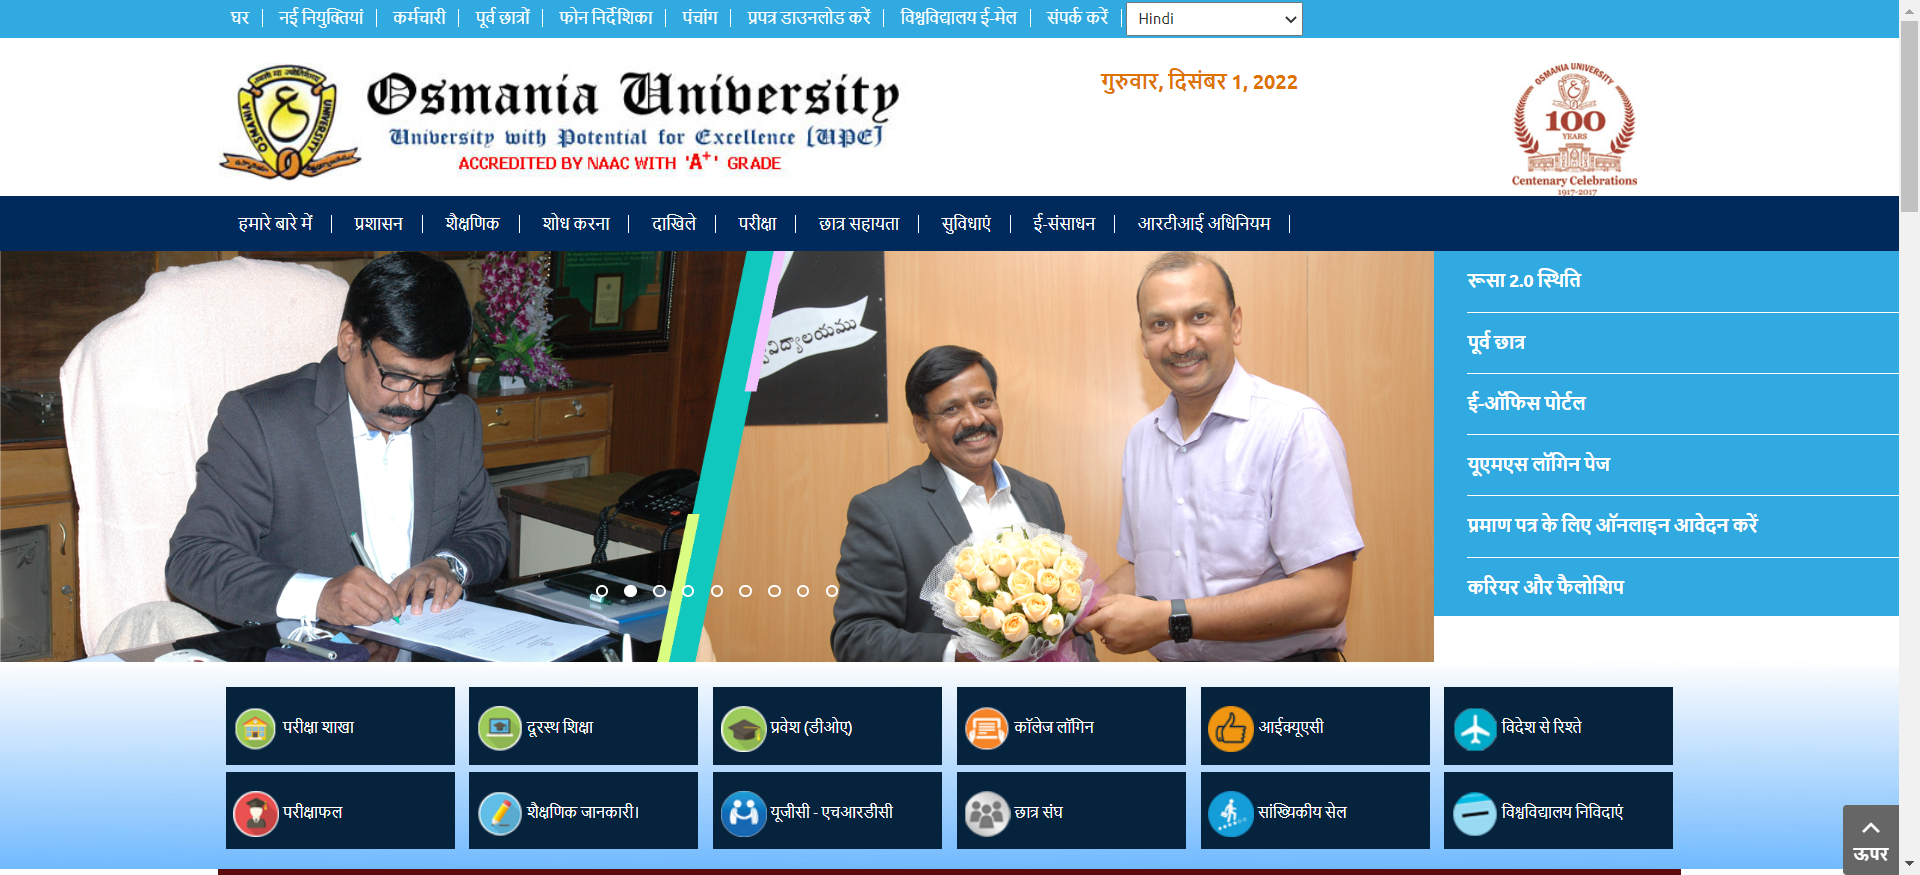 घर
नई नियुक्तियां
कर्मचारी
पूर्व छात्रों
फोन निर्देशिका
पंचांग
प्रपत्र डाउनलोड करें
विश्वविद्यालय ई-मेल
संपर्क करें
Hindi
Osmania University
University with Potential for Excellence [UPE]
ACCREDITED BY NAAC WITH 'A+' GRADE
गुरुवार, दिसंबर 1, 2022
OSMANIA UNIVERSITY
100
YEARS
Centenary Celebrations
1917-2017
हमारे बारे में
प्रशासन
शैक्षणिक
शोध करना
दाखिले
परीक्षा
छात्र सहायता
सुविधाएं
ई-संसाधन
आरटीआई अधिनियम
रूसा 2.0 स्थिति
पूर्व छात्र
ई-ऑफिस पोर्टल
यूएमएस लॉगिन पेज
प्रमाण पत्र के लिए ऑनलाइन आवेदन करें
करियर और फैलोशिप
परीक्षा शाखा
दूरस्थ शिक्षा
प्रवेश (डीओए)
कॉलेज लॉगिन
आईक्यूएसी
विदेश से रिश्ते
परीक्षाफल
शैक्षणिक जानकारी।
यूजीसी - एचआरडीसी
छात्र संघ
सांख्यिकीय सेल
विश्वविद्यालय निविदाएं
ऊपर